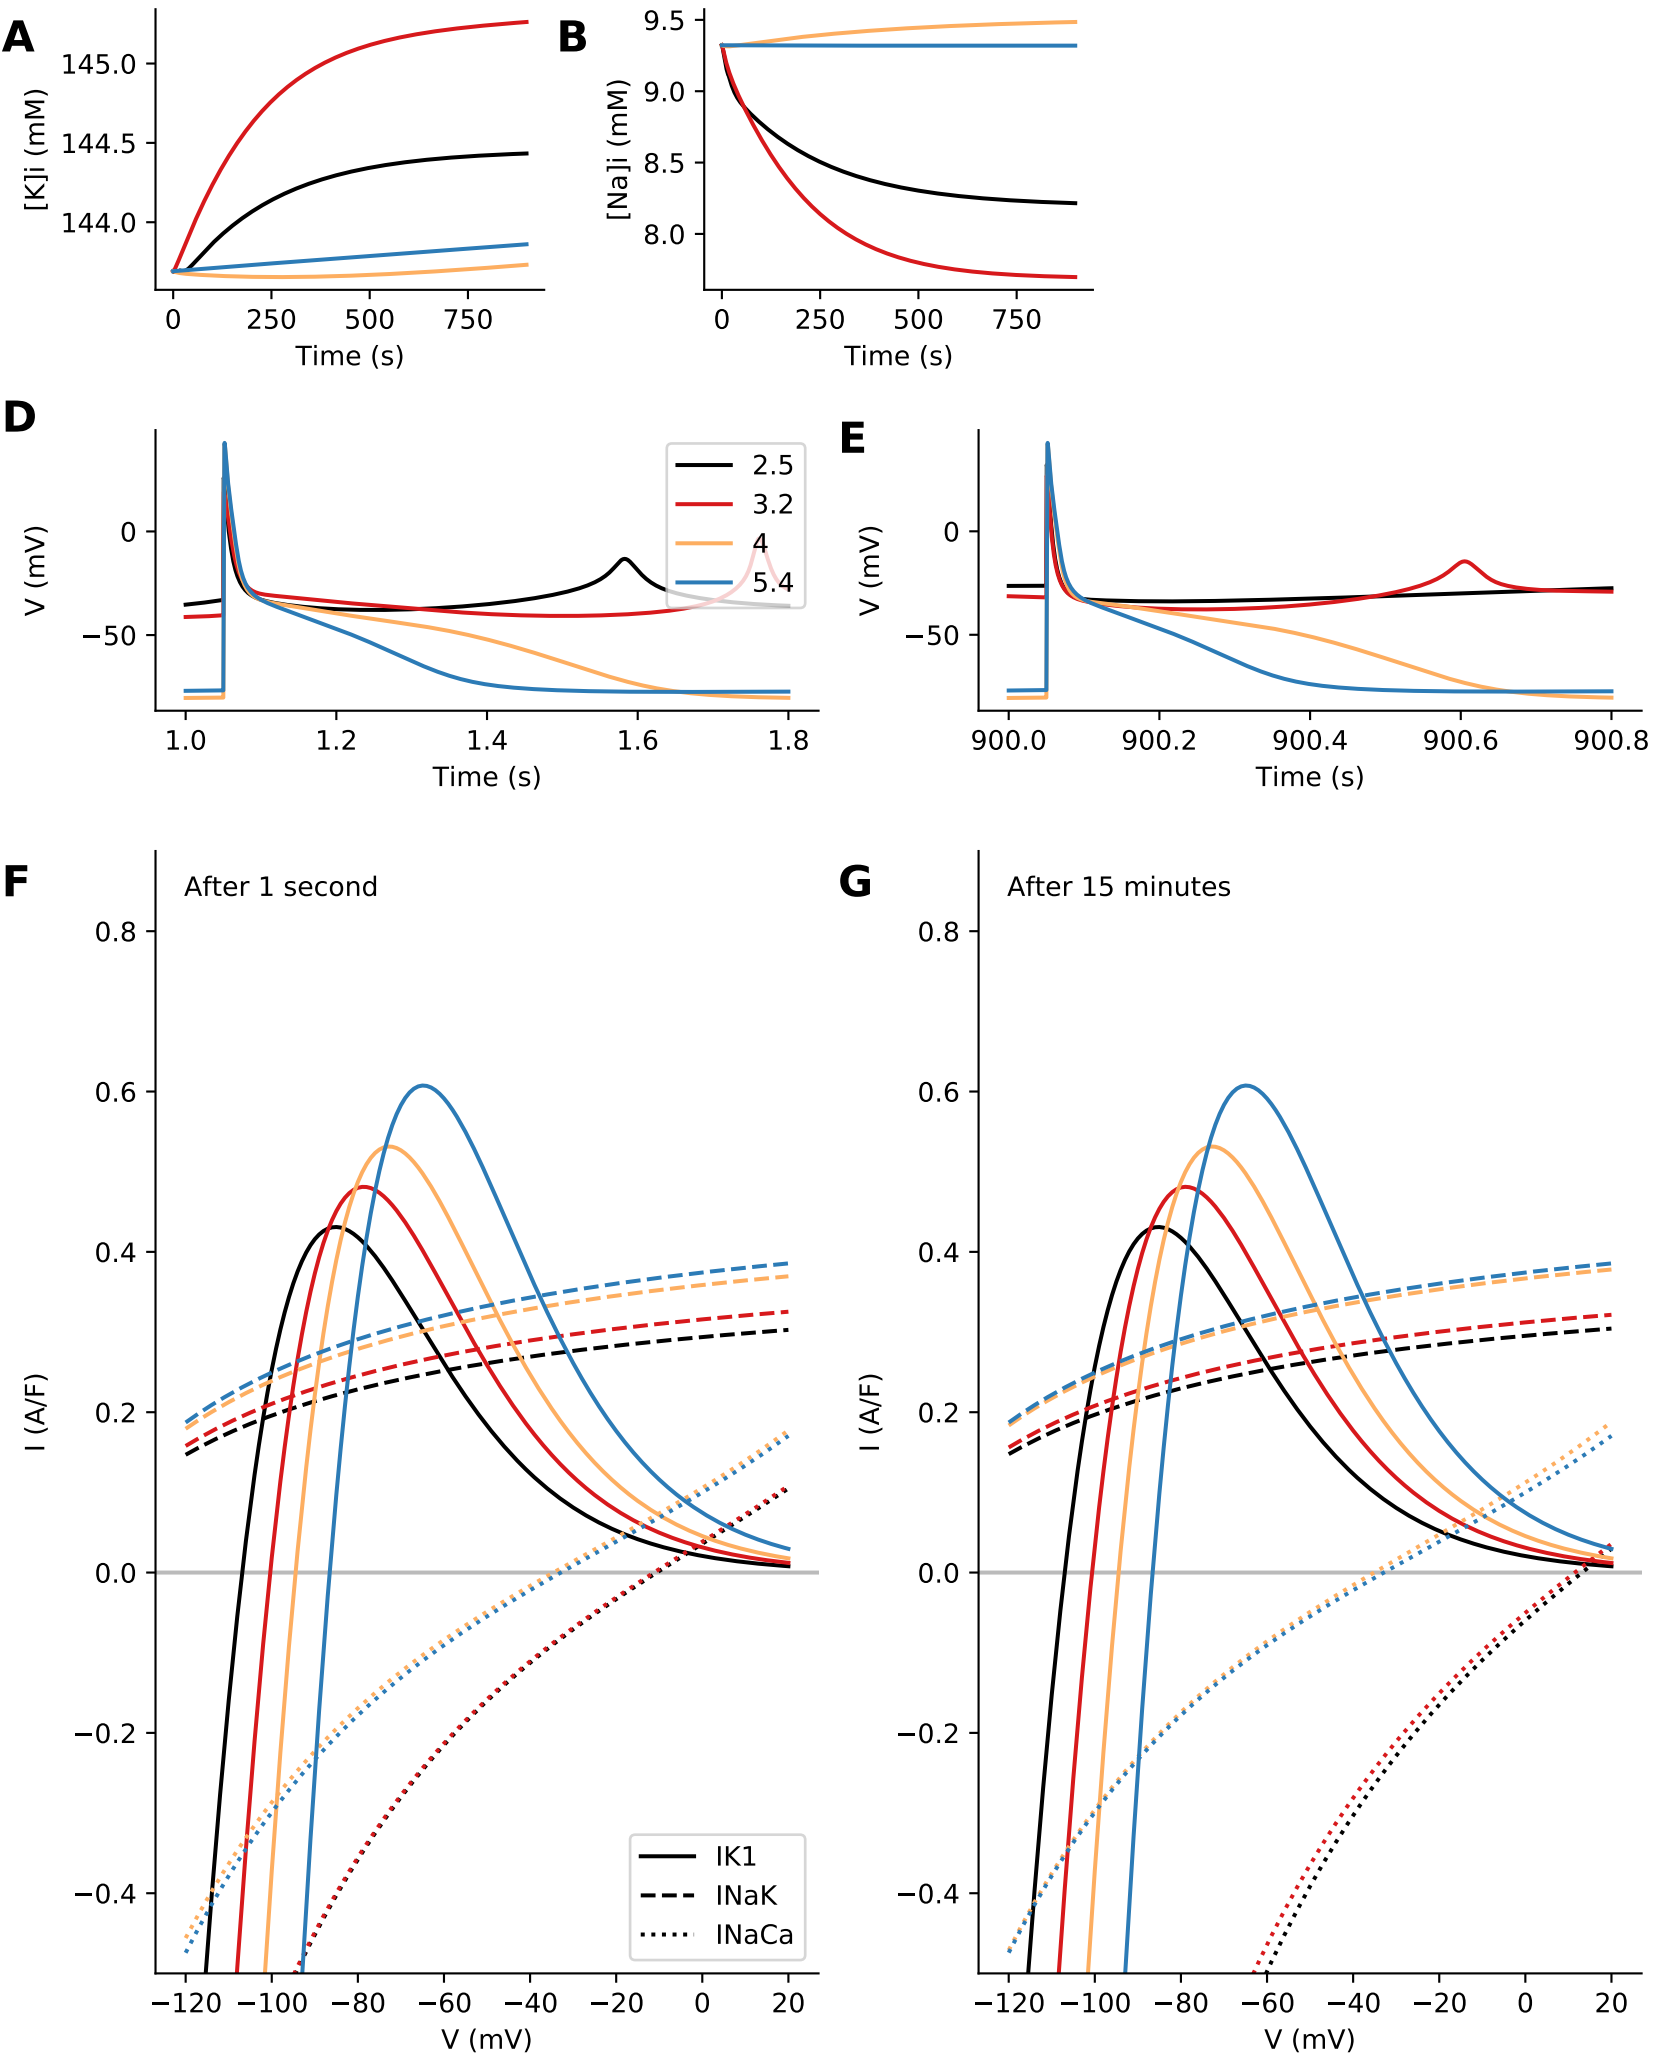 A
[K]i (mM)
145.0
144.5
144.0
0 250 500 750
Time (s)
B
[Na]i (mM)
9.5
9.0
8.5
8.0
0 250 500 750
Time (s)
D
V (mV)
0
−50
1.0 1.2 1.4 1.6 1.8
Time (s)
2.5
3.2
4
5.4
E
V (mV)
0
−50
900.0 900.2 900.4 900.6 900.8
Time (s)
F
After 1 second
I (A/F)
0.8
0.6
0.4
0.2
0.0
−0.2
−0.4
−120 −100 −80 −60 −40 −20 0 20
V (mV)
IK1
INaK
INaCa
G
After 15 minutes
I (A/F)
0.8
0.6
0.4
0.2
0.0
−0.2
−0.4
−120 −100 −80 −60 −40 −20 0 20
V (mV)